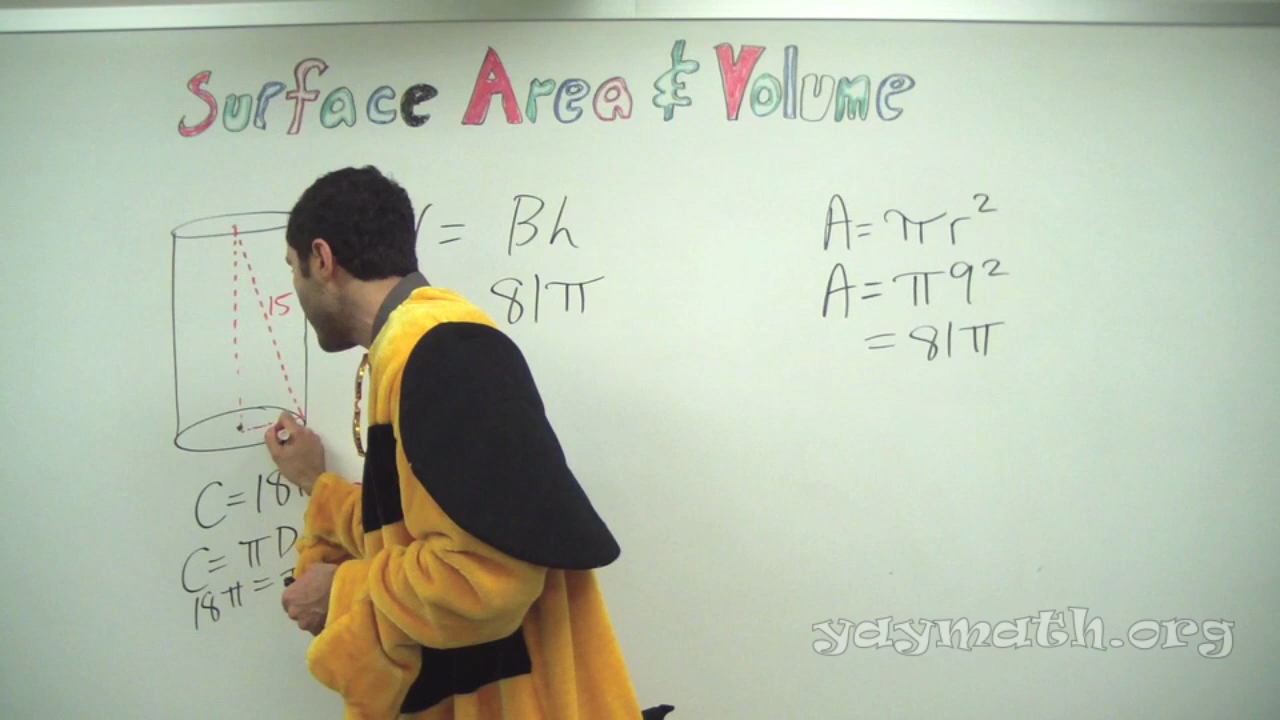 Surface Area & Volume
= Bh
81π
15
A = πr²
A = π9²
= 81π
C = 18
C = πD
18π =
yaymath.org